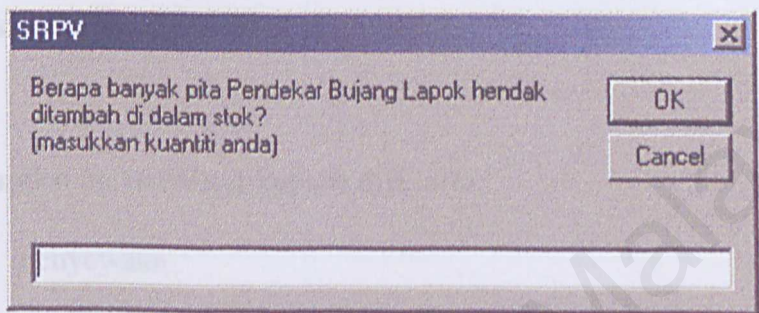 SRPV
Berapa banyak pita Pendekar Bujang Lapok hendak
ditambah di dalam stok?
(masukkan kuantiti anda)
OK
Cancel